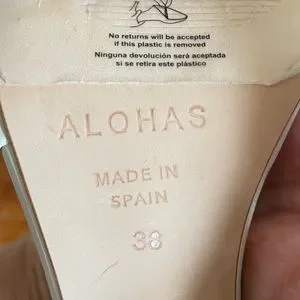 No returns will be accepted
if this plastic is removed
Ninguna devolución será aceptada
si se retira este plástico
ALOHAS
MADE IN
SPAIN
38